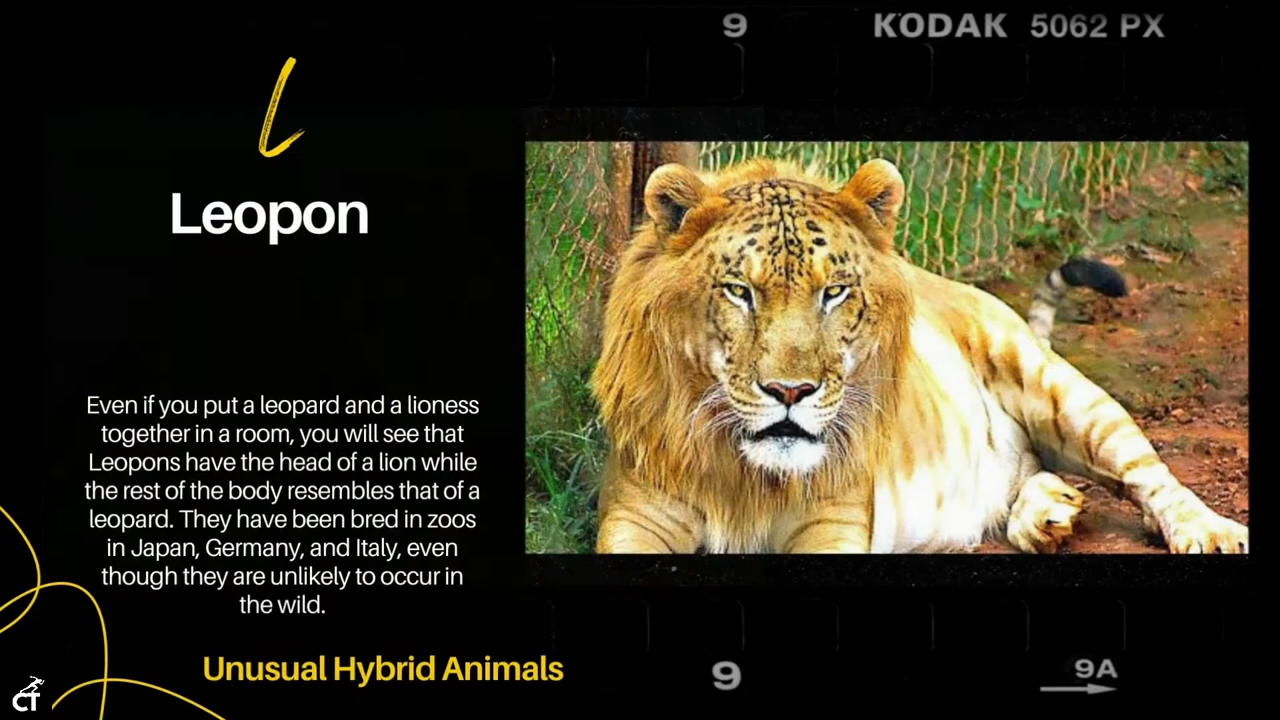 9 KODAK 5062 PX
Leopon
Even if you put a leopard and a lioness
together in a room, you will see that
Leopons have the head of a lion while
the rest of the body resembles that of a
leopard. They have been bred in zoos
in Japan, Germany, and Italy, even
though they are unlikely to occur in
the wild.
Unusual Hybrid Animals
9 9A
CT